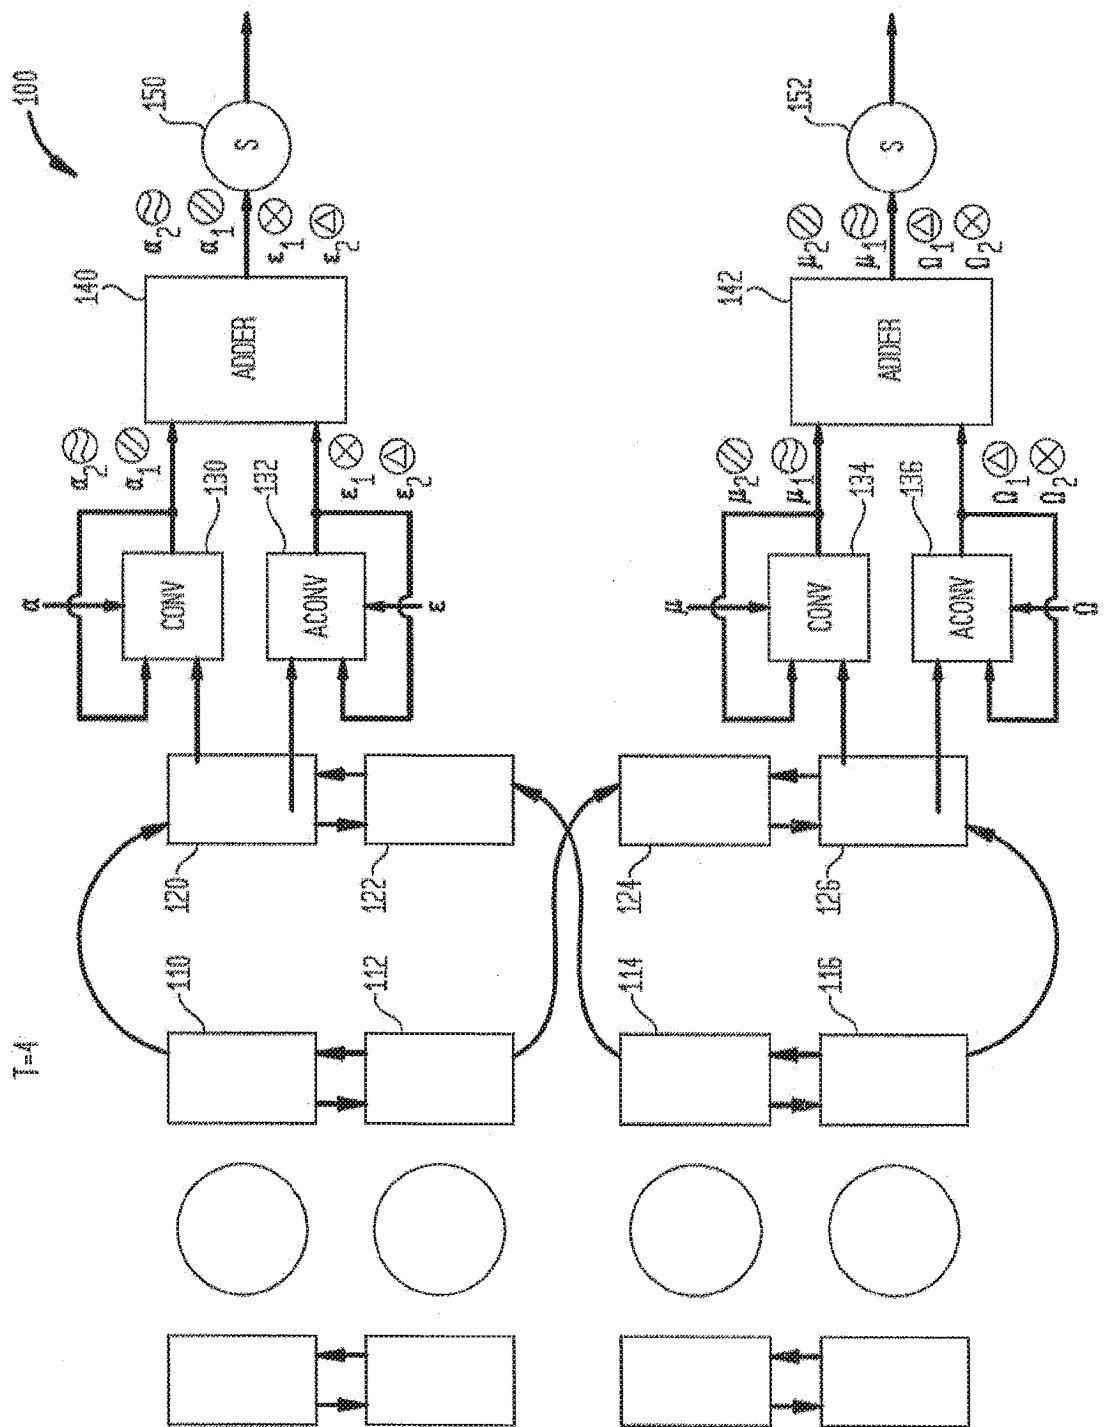 T=4
100
110
112
114
116
120
122
124
126
α
CONV
130
α₂
α₁
ACONV
132
ε
ε₁
ε₂
μ
CONV
134
μ₂
μ₁
ACONV
136
Ω
Ω₁
Ω₂
ADDER
140
α₂
α₁
ε₁
ε₂
ADDER
142
μ₂
μ₁
Ω₁
Ω₂
S
150
S
152